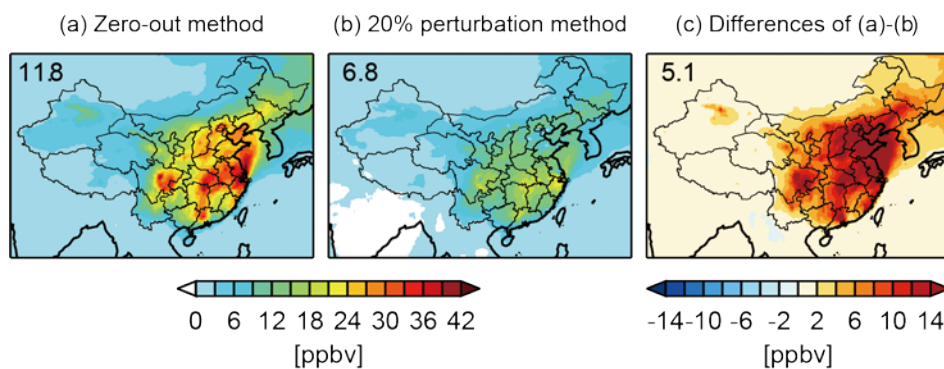 (a) Zero-out method (b) 20% perturbation method (c) Differences of (a)-(b)
11.8 6.8 5.1
0 6 12 18 24 30 36 42 -14 -10 -6 -2 2 6 10 14
[ppbv] [ppbv]